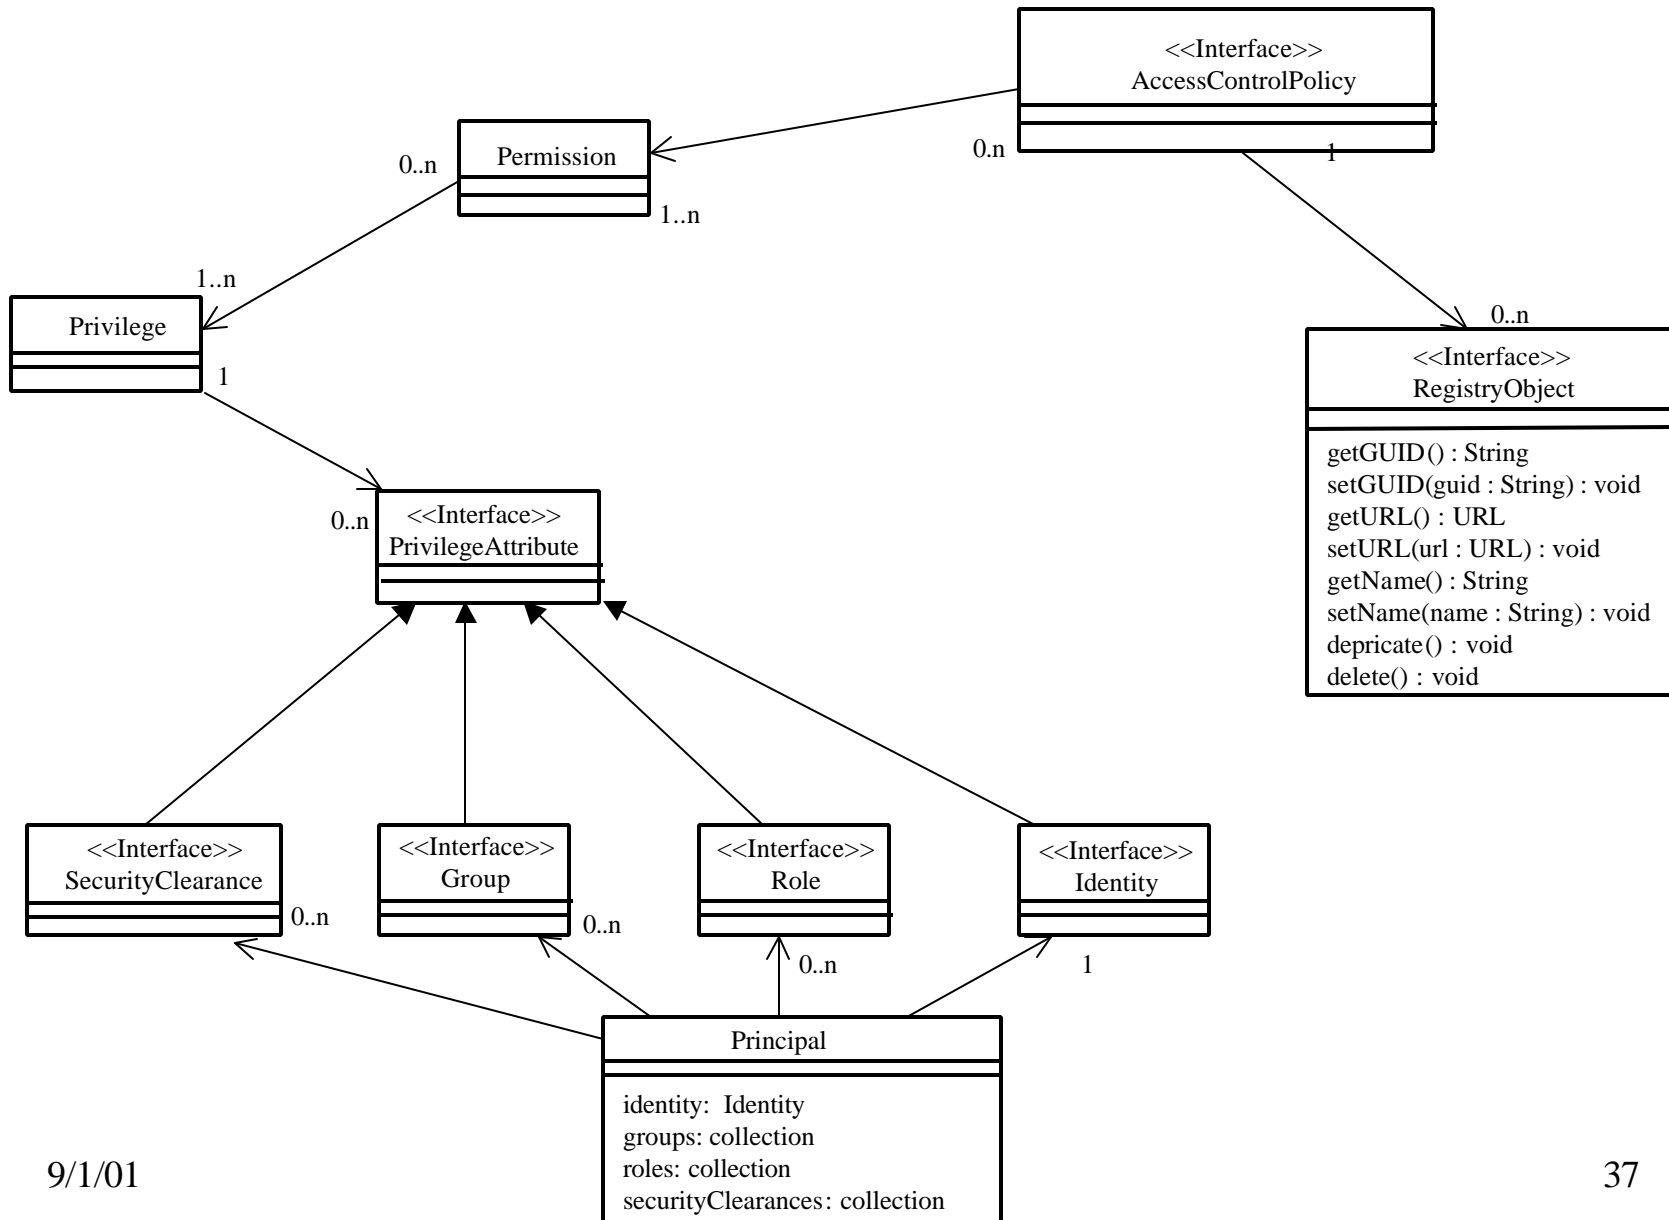 <<Interface>>
AccessControlPolicy
0.n
1
Permission
0..n
1..n
1..n
Privilege
1
0..n
<<Interface>>
RegistryObject
getGUID() : String
setGUID(guid : String) : void
getURL() : URL
setURL(url : URL) : void
getName() : String
setName(name : String) : void
depricate() : void
delete() : void
0..n
<<Interface>>
PrivilegeAttribute
<<Interface>>
SecurityClearance
0..n
<<Interface>>
Group
0..n
<<Interface>>
Role
0..n
<<Interface>>
Identity
1
Principal
identity: Identity
groups: collection
roles: collection
securityClearances: collection
9/1/01
37